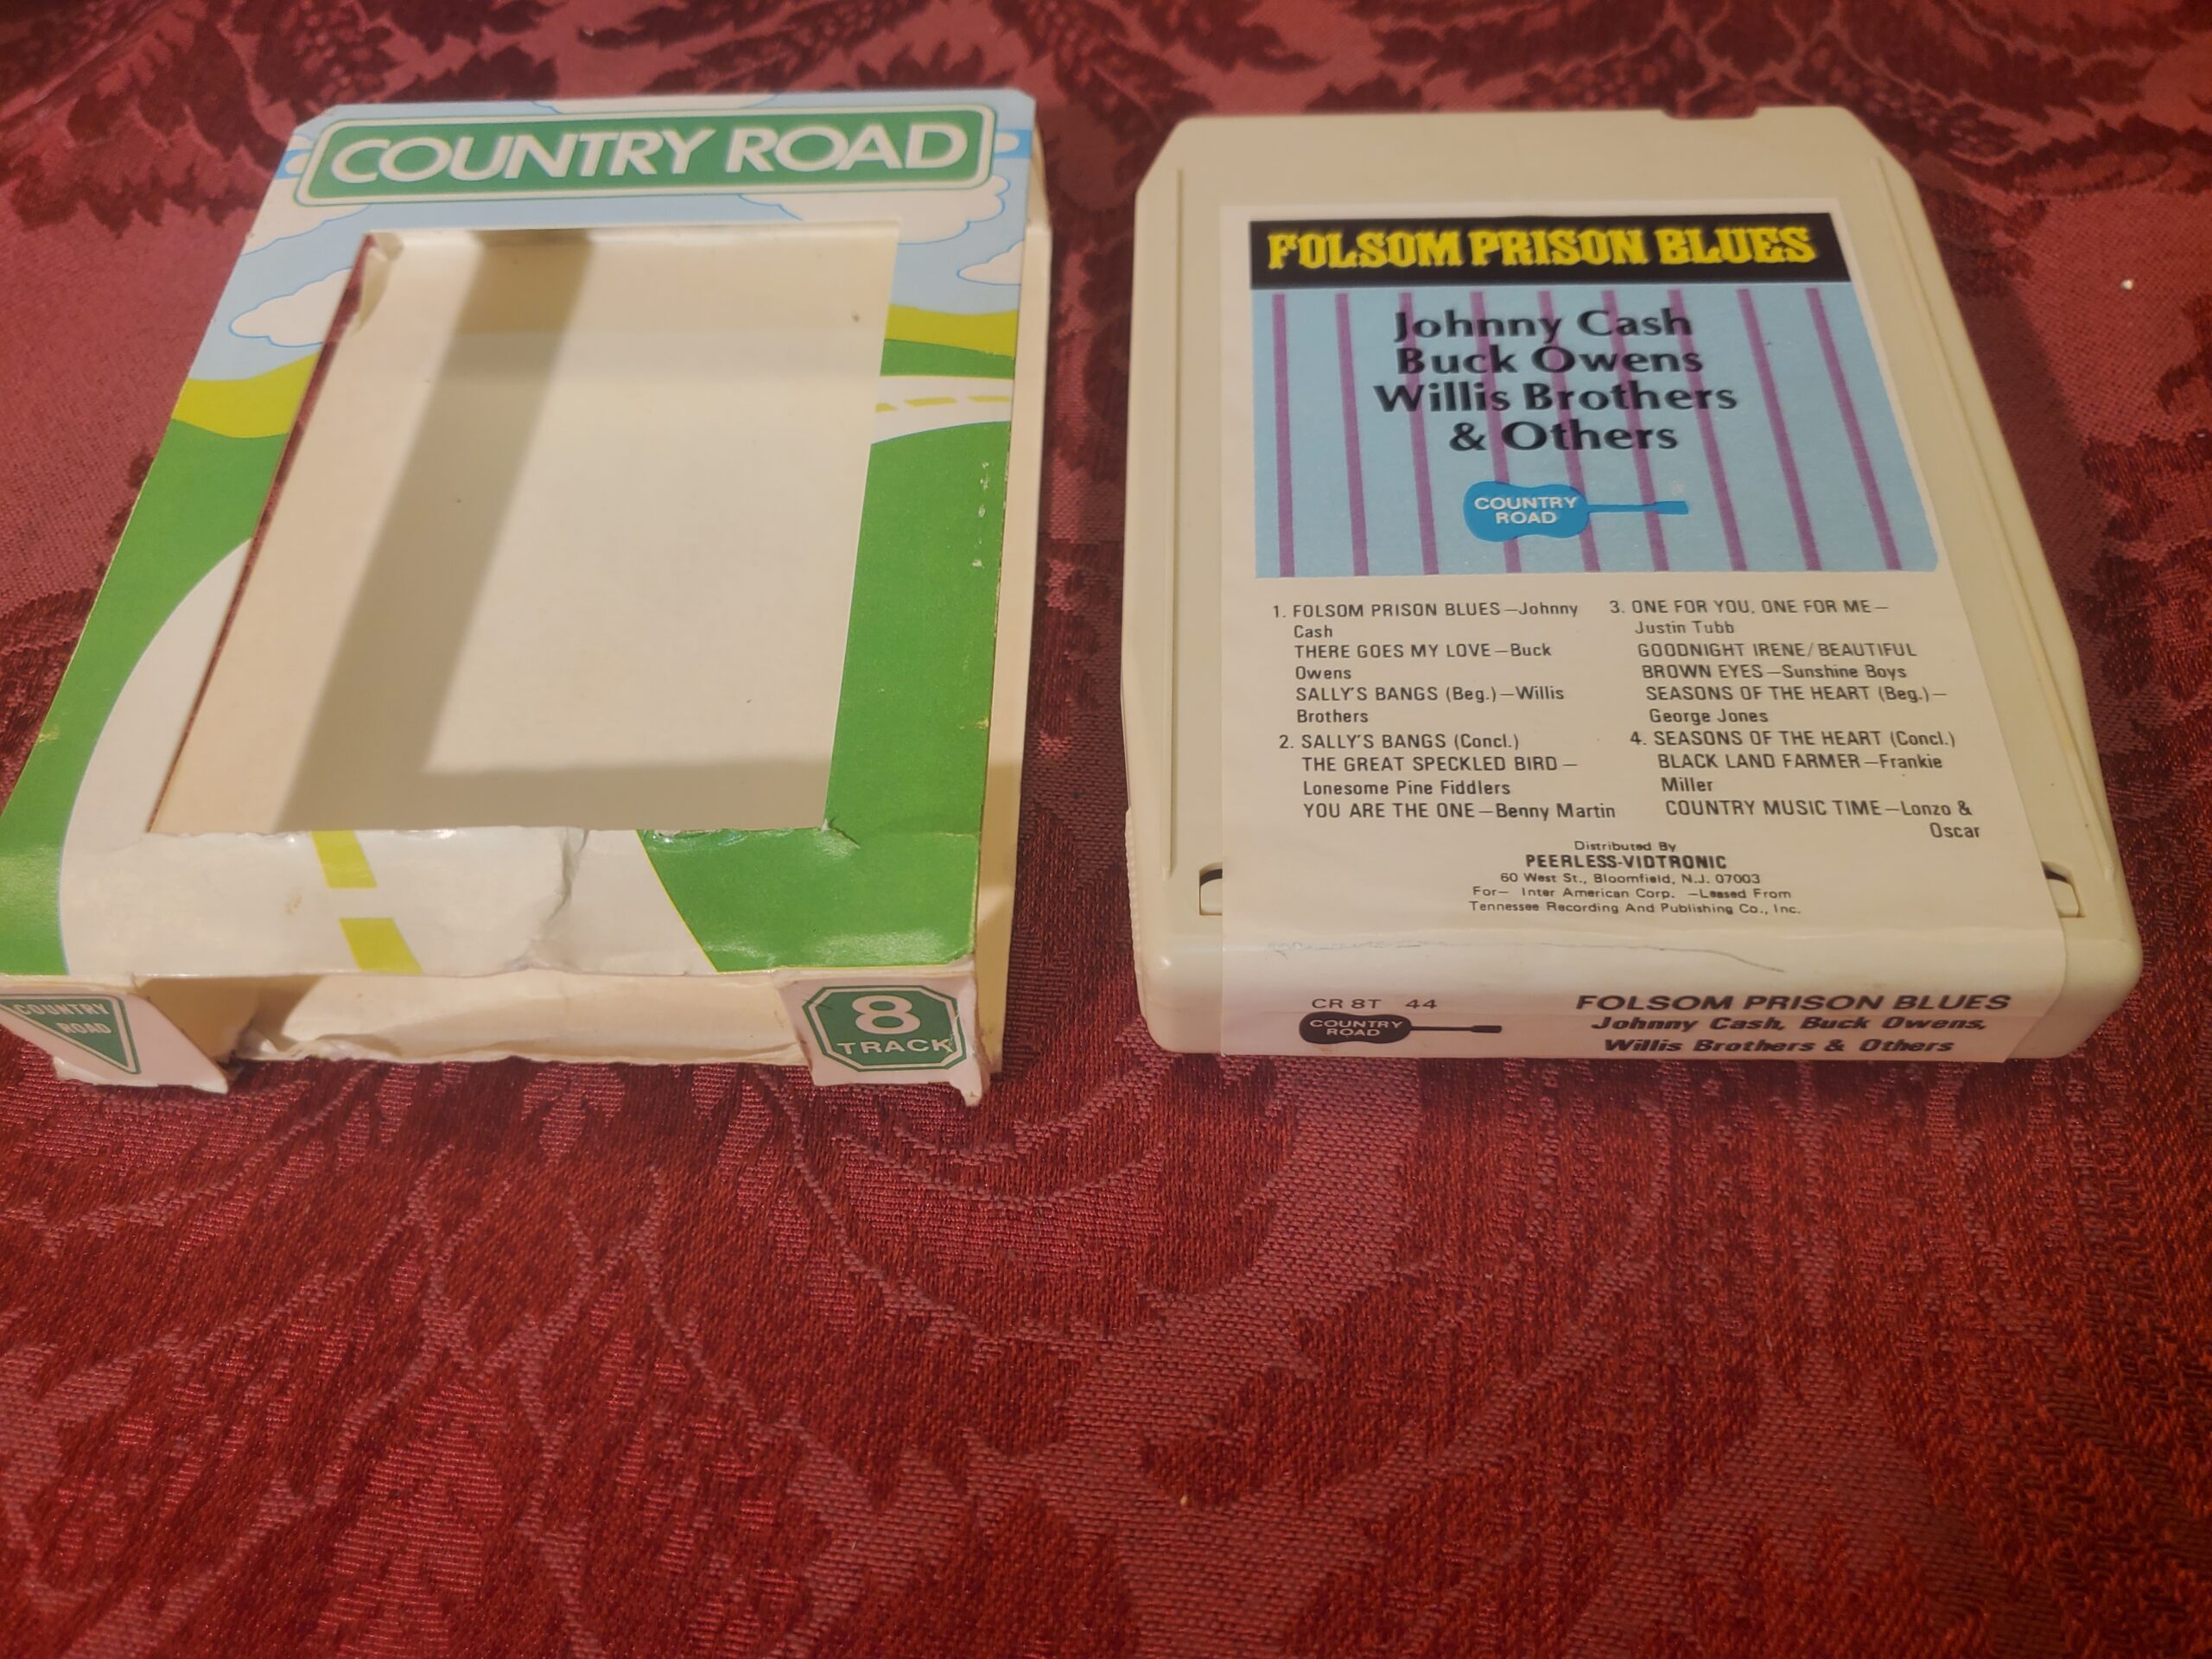 COUNTRY ROAD
COUNTRY
ROAD
8
TRACK
FOLSOM PRISON BLUES
Johnny Cash
Buck Owens
Willis Brothers
& Others
COUNTRY
ROAD
1. FOLSOM PRISON BLUES—Johnny
Cash
THERE GOES MY LOVE—Buck
Owens
SALLY'S BANGS (Beg.)—Willis
Brothers
2. SALLY'S BANGS (Concl.)
THE GREAT SPECKLED BIRD—
Lonesome Pine Fiddlers
YOU ARE THE ONE—Benny Martin
3. ONE FOR YOU, ONE FOR ME—
Justin Tubb
GOODNIGHT IRENE/BEAUTIFUL
BROWN EYES—Sunshine Boys
SEASONS OF THE HEART (Beg.)—
George Jones
4. SEASONS OF THE HEART (Concl.)
BLACK LAND FARMER—Frankie
Miller
COUNTRY MUSIC TIME—Lonzo &
Oscar
Distributed By
PEERLESS-VIDTRONIC
60 West St., Bloomfield, N.J. 07003
For— Inter American Corp. —Leased From
Tennessee Recording And Publishing Co., Inc.
CR 8T 44
COUNTRY
ROAD
FOLSOM PRISON BLUES
Johnny Cash, Buck Owens,
Willis Brothers & Others